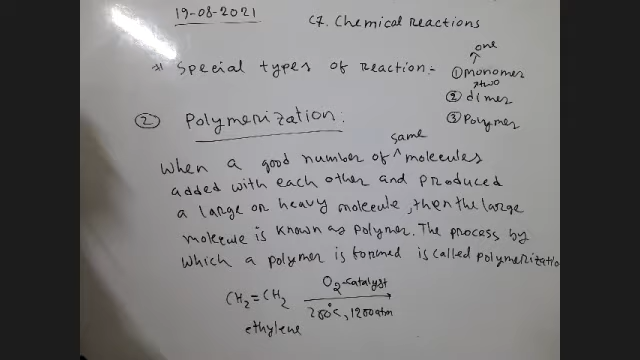 19-08-2021
C7. Chemical Reactions
one
* Special types of Reaction:-
① monomer
two
② dimer
② Polymerization:
③ Polymer
same
When a good number of ^ molecules
added with each other and produced
a large or heavy molecule, then the large
molecule is known as polymer. The process by
which a polymer is formed is called polymerizatio
CH2=CH2 O2-catalyst
200°C, 1200atm
ethylene